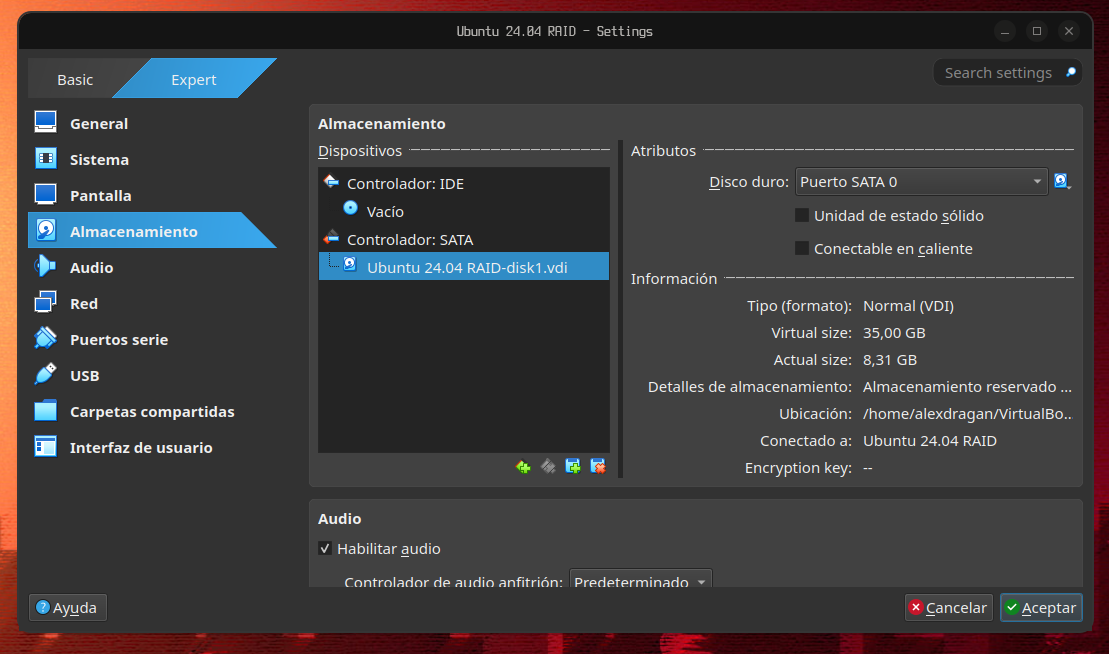 Ubuntu 24.04 RAID - Settings
Basic
Expert
Search settings
General
Sistema
Pantalla
Almacenamiento
Audio
Red
Puertos serie
USB
Carpetas compartidas
Interfaz de usuario
Almacenamiento
Dispositivos
Controlador: IDE
Vacío
Controlador: SATA
Ubuntu 24.04 RAID-disk1.vdi
Atributos
Disco duro: Puerto SATA 0
Unidad de estado sólido
Conectable en caliente
Información
Tipo (formato): Normal (VDI)
Virtual size: 35,00 GB
Actual size: 8,31 GB
Detalles de almacenamiento: Almacenamiento reservado ...
Ubicación: /home/alexdragan/VirtualBo...
Conectado a: Ubuntu 24.04 RAID
Encryption key: --
Audio
Habilitar audio
Controlador de audio anfitrión: Predeterminado
Ayuda
Cancelar
Aceptar